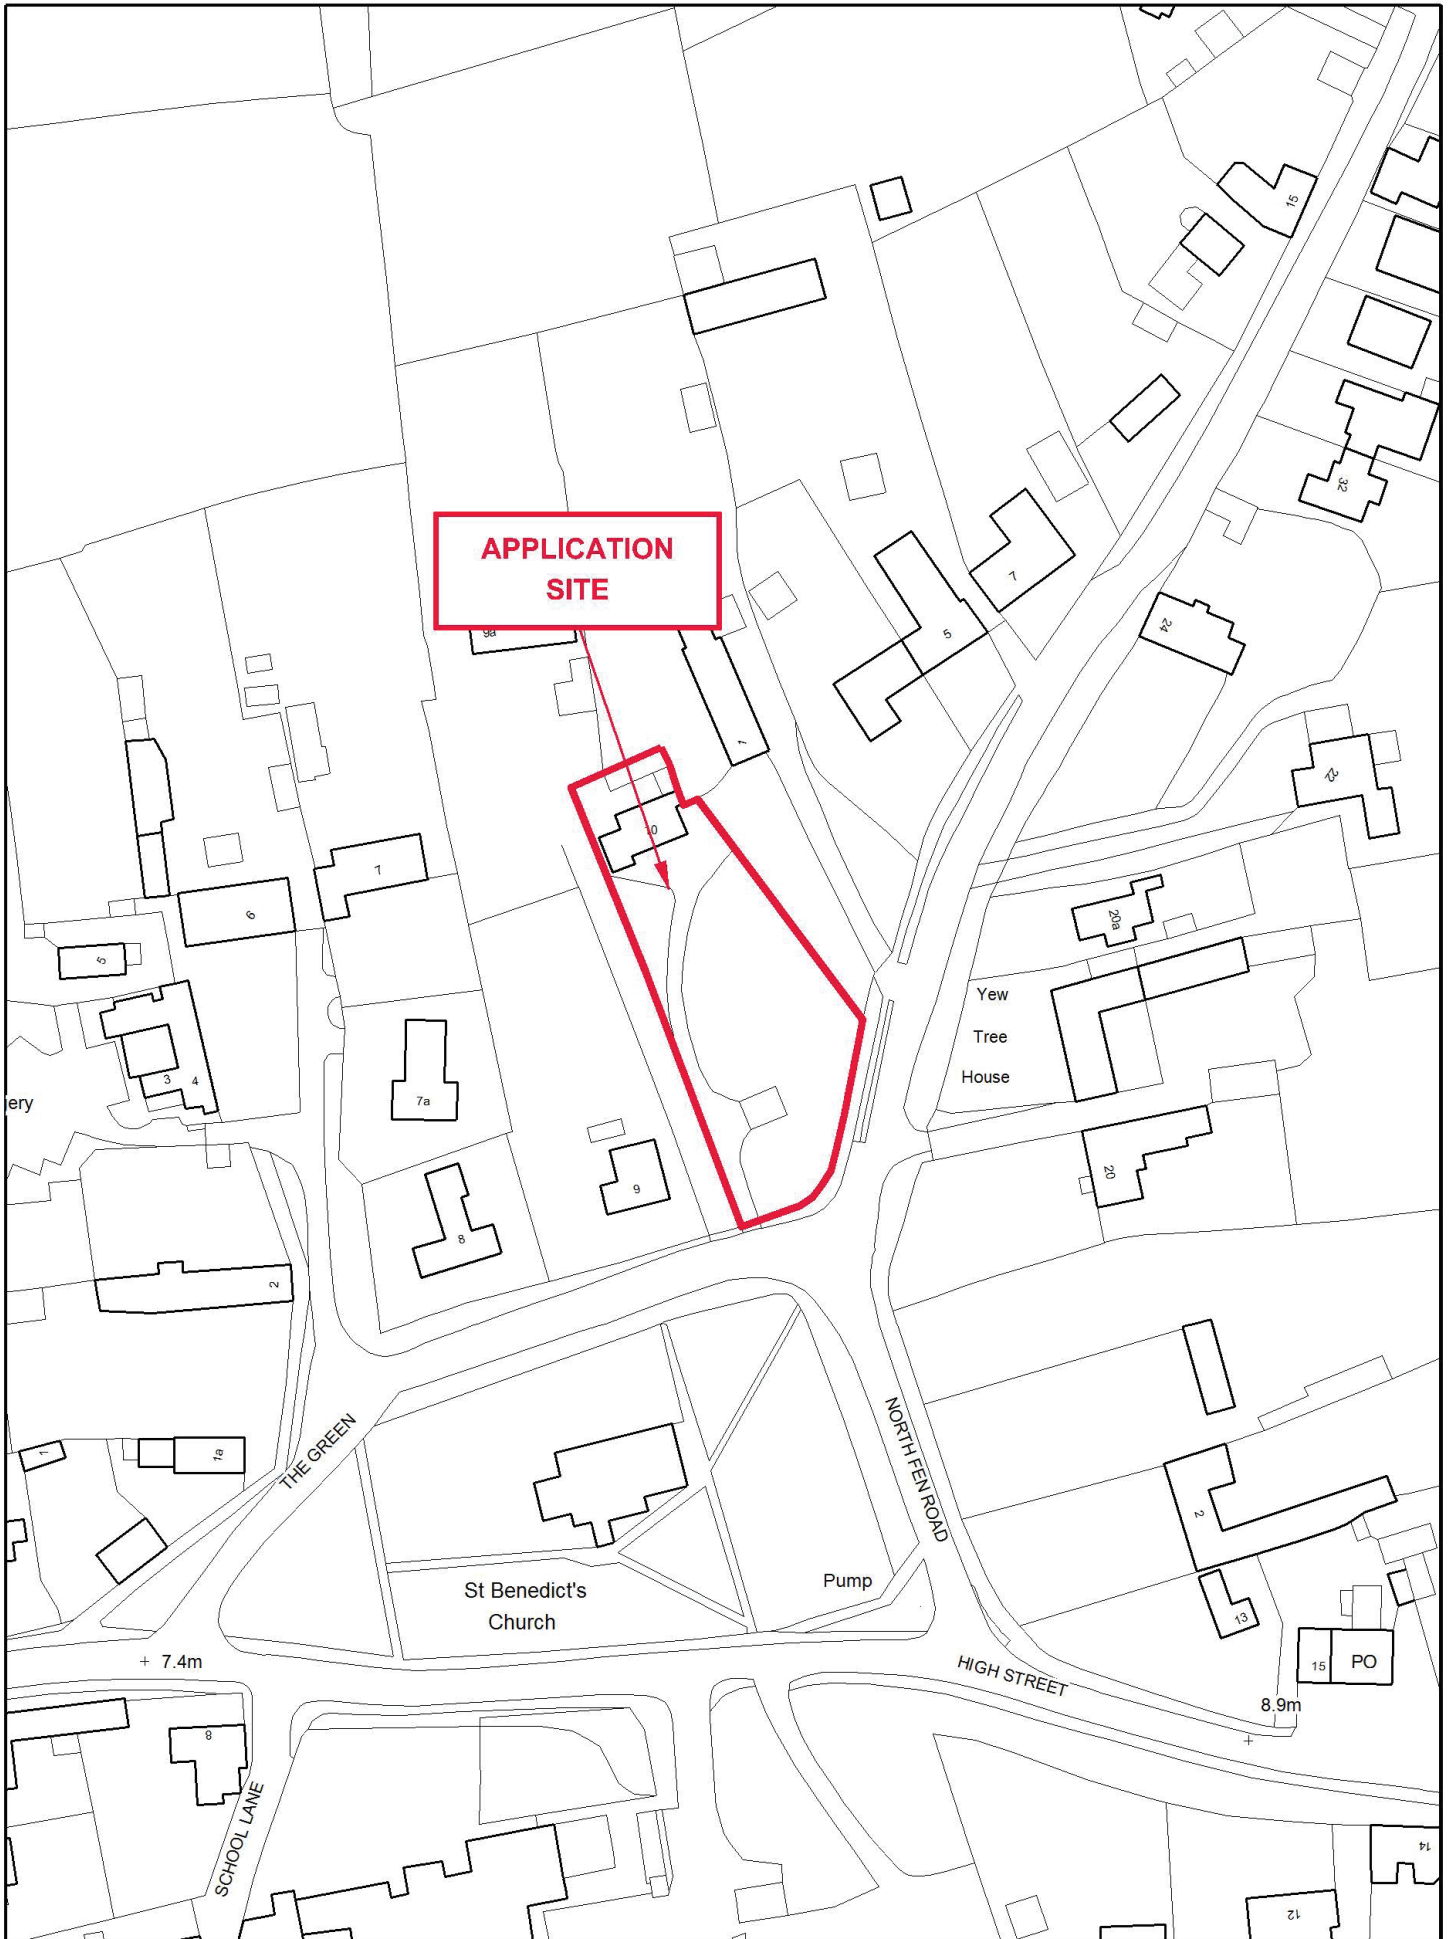 15
32
APPLICATION
SITE
7
5
24
9a
1
22
10
7
6
20a
5
Yew
Tree
House
3
4
7a
ery
20
9
8
2
THE GREEN
NORTH FEN ROAD
1
1a
2
St Benedict's
Church
Pump
13
7.4m
HIGH STREET
15
PO
8.9m
8
SCHOOL LANE
14
12